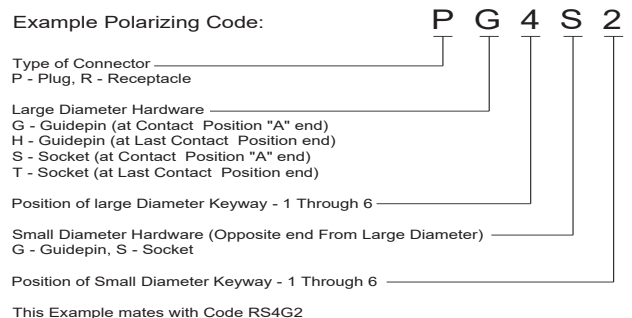 Example Polarizing Code: P G 4 S 2
Type of Connector
P - Plug, R - Receptacle
Large Diameter Hardware
G - Guidepin (at Contact Position "A" end)
H - Guidepin (at Last Contact Position end)
S - Socket (at Contact Position "A" end)
T - Socket (at Last Contact Position end)
Position of large Diameter Keyway - 1 Through 6
Small Diameter Hardware (Opposite end From Large Diameter)
G - Guidepin, S - Socket
Position of Small Diameter Keyway - 1 Through 6
This Example mates with Code RS4G2